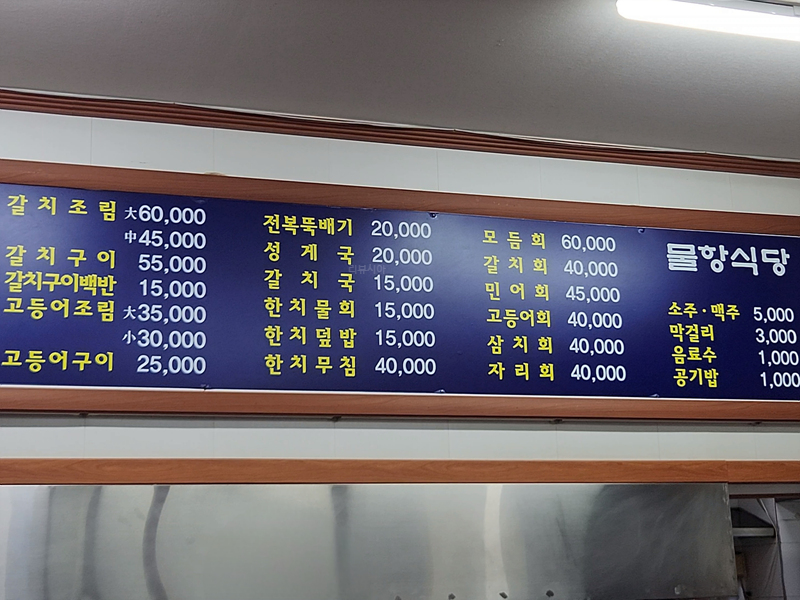 갈치조림 大60,000
中45,000
갈치구이 55,000
갈치구이백반 15,000
고등어조림 大35,000
小30,000
고등어구이 25,000
전복뚝배기 20,000
성게국 20,000
갈치국 15,000
한치물회 15,000
한치덮밥 15,000
한치무침 40,000
모듬회 60,000
갈치회 40,000
민어회 45,000
고등어회 40,000
삼치회 40,000
자리회 40,000
물항식당
소주·맥주 5,000
막걸리 3,000
음료수 1,000
공기밥 1,000